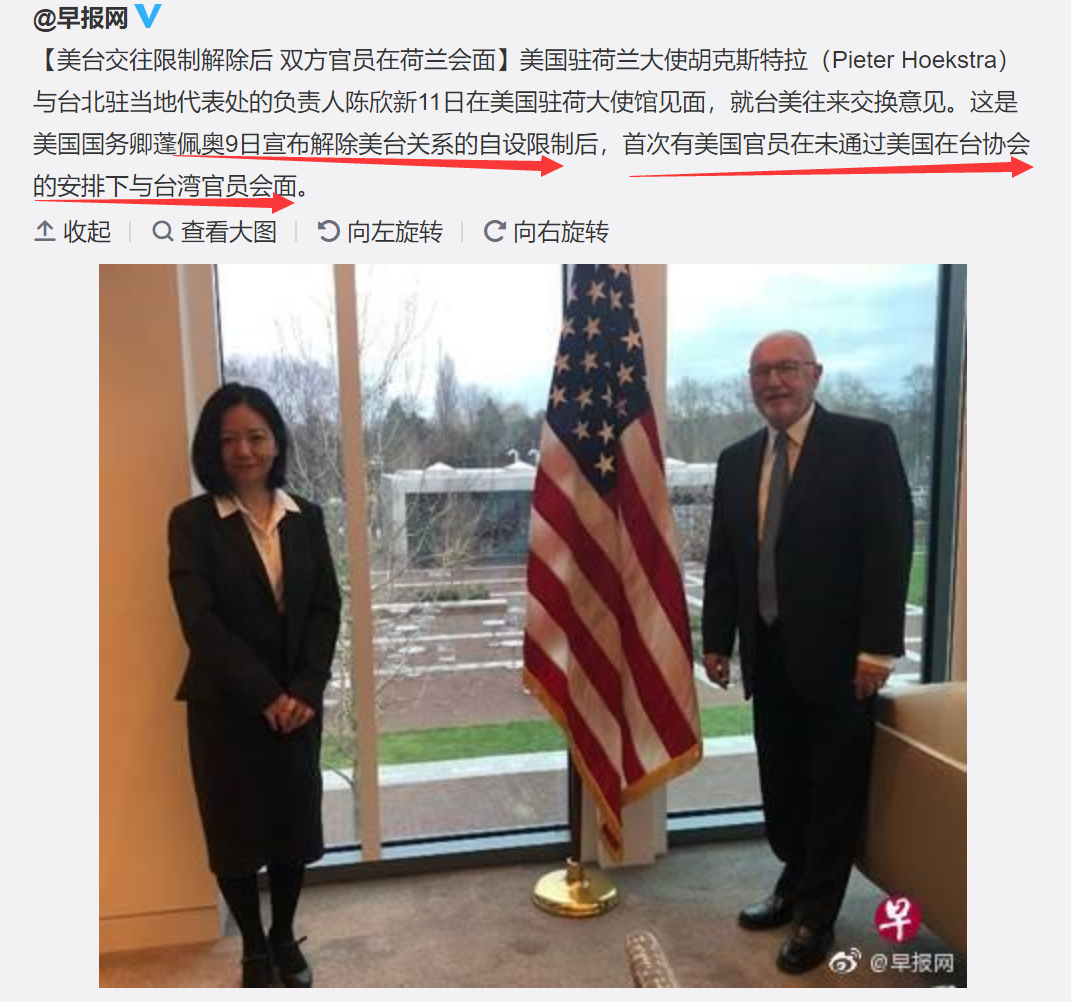 @早报网
【美台交往限制解除后 双方官员在荷兰会面】美国驻荷兰大使胡克斯特拉（Pieter Hoekstra）
与台北驻当地代表处的负责人陈欣新11日在美国驻荷大使馆见面，就台美往来交换意见。这是
美国国务卿蓬佩奥9日宣布解除美台关系的自设限制后，首次有美国官员在未通过美国在台协会
的安排下与台湾官员会面。
收起 查看大图 向左旋转 向右旋转
早
@早报网